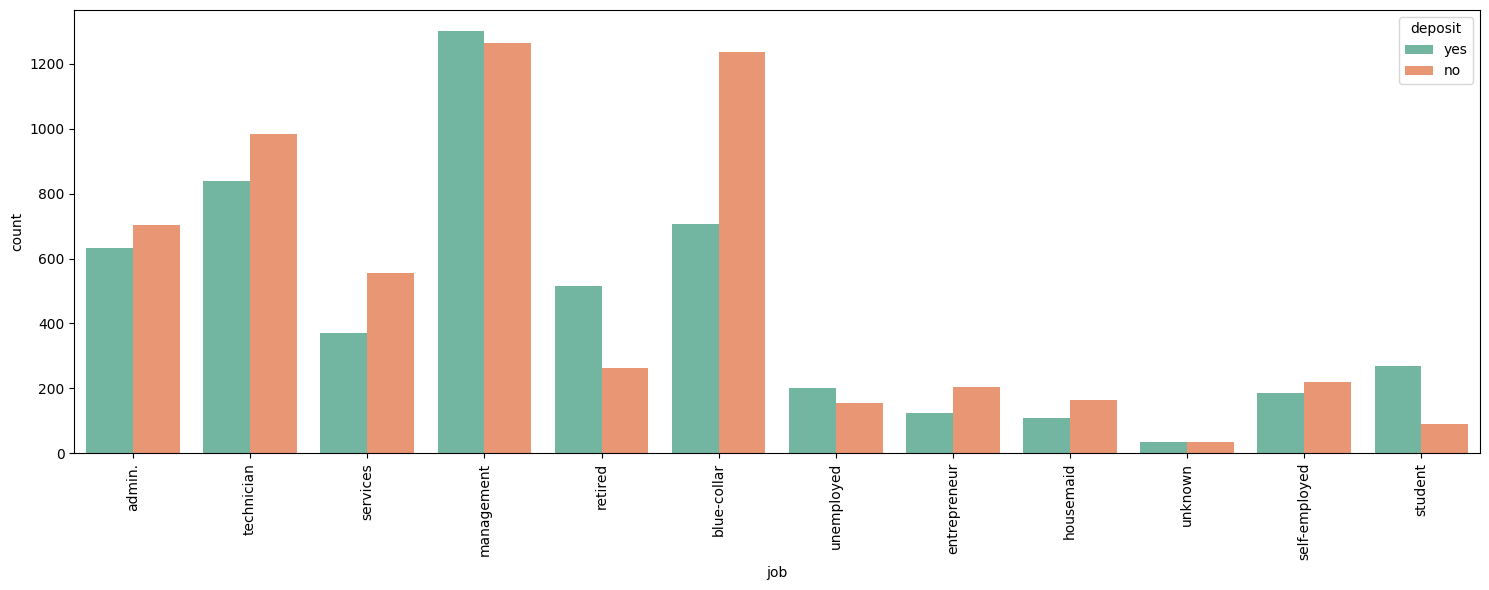 deposit
yes
no
1200
1000
800
600
400
200
0
count
admin.
technician
services
management
retired
blue-collar
unemployed
entrepreneur
housemaid
unknown
self-employed
student
job